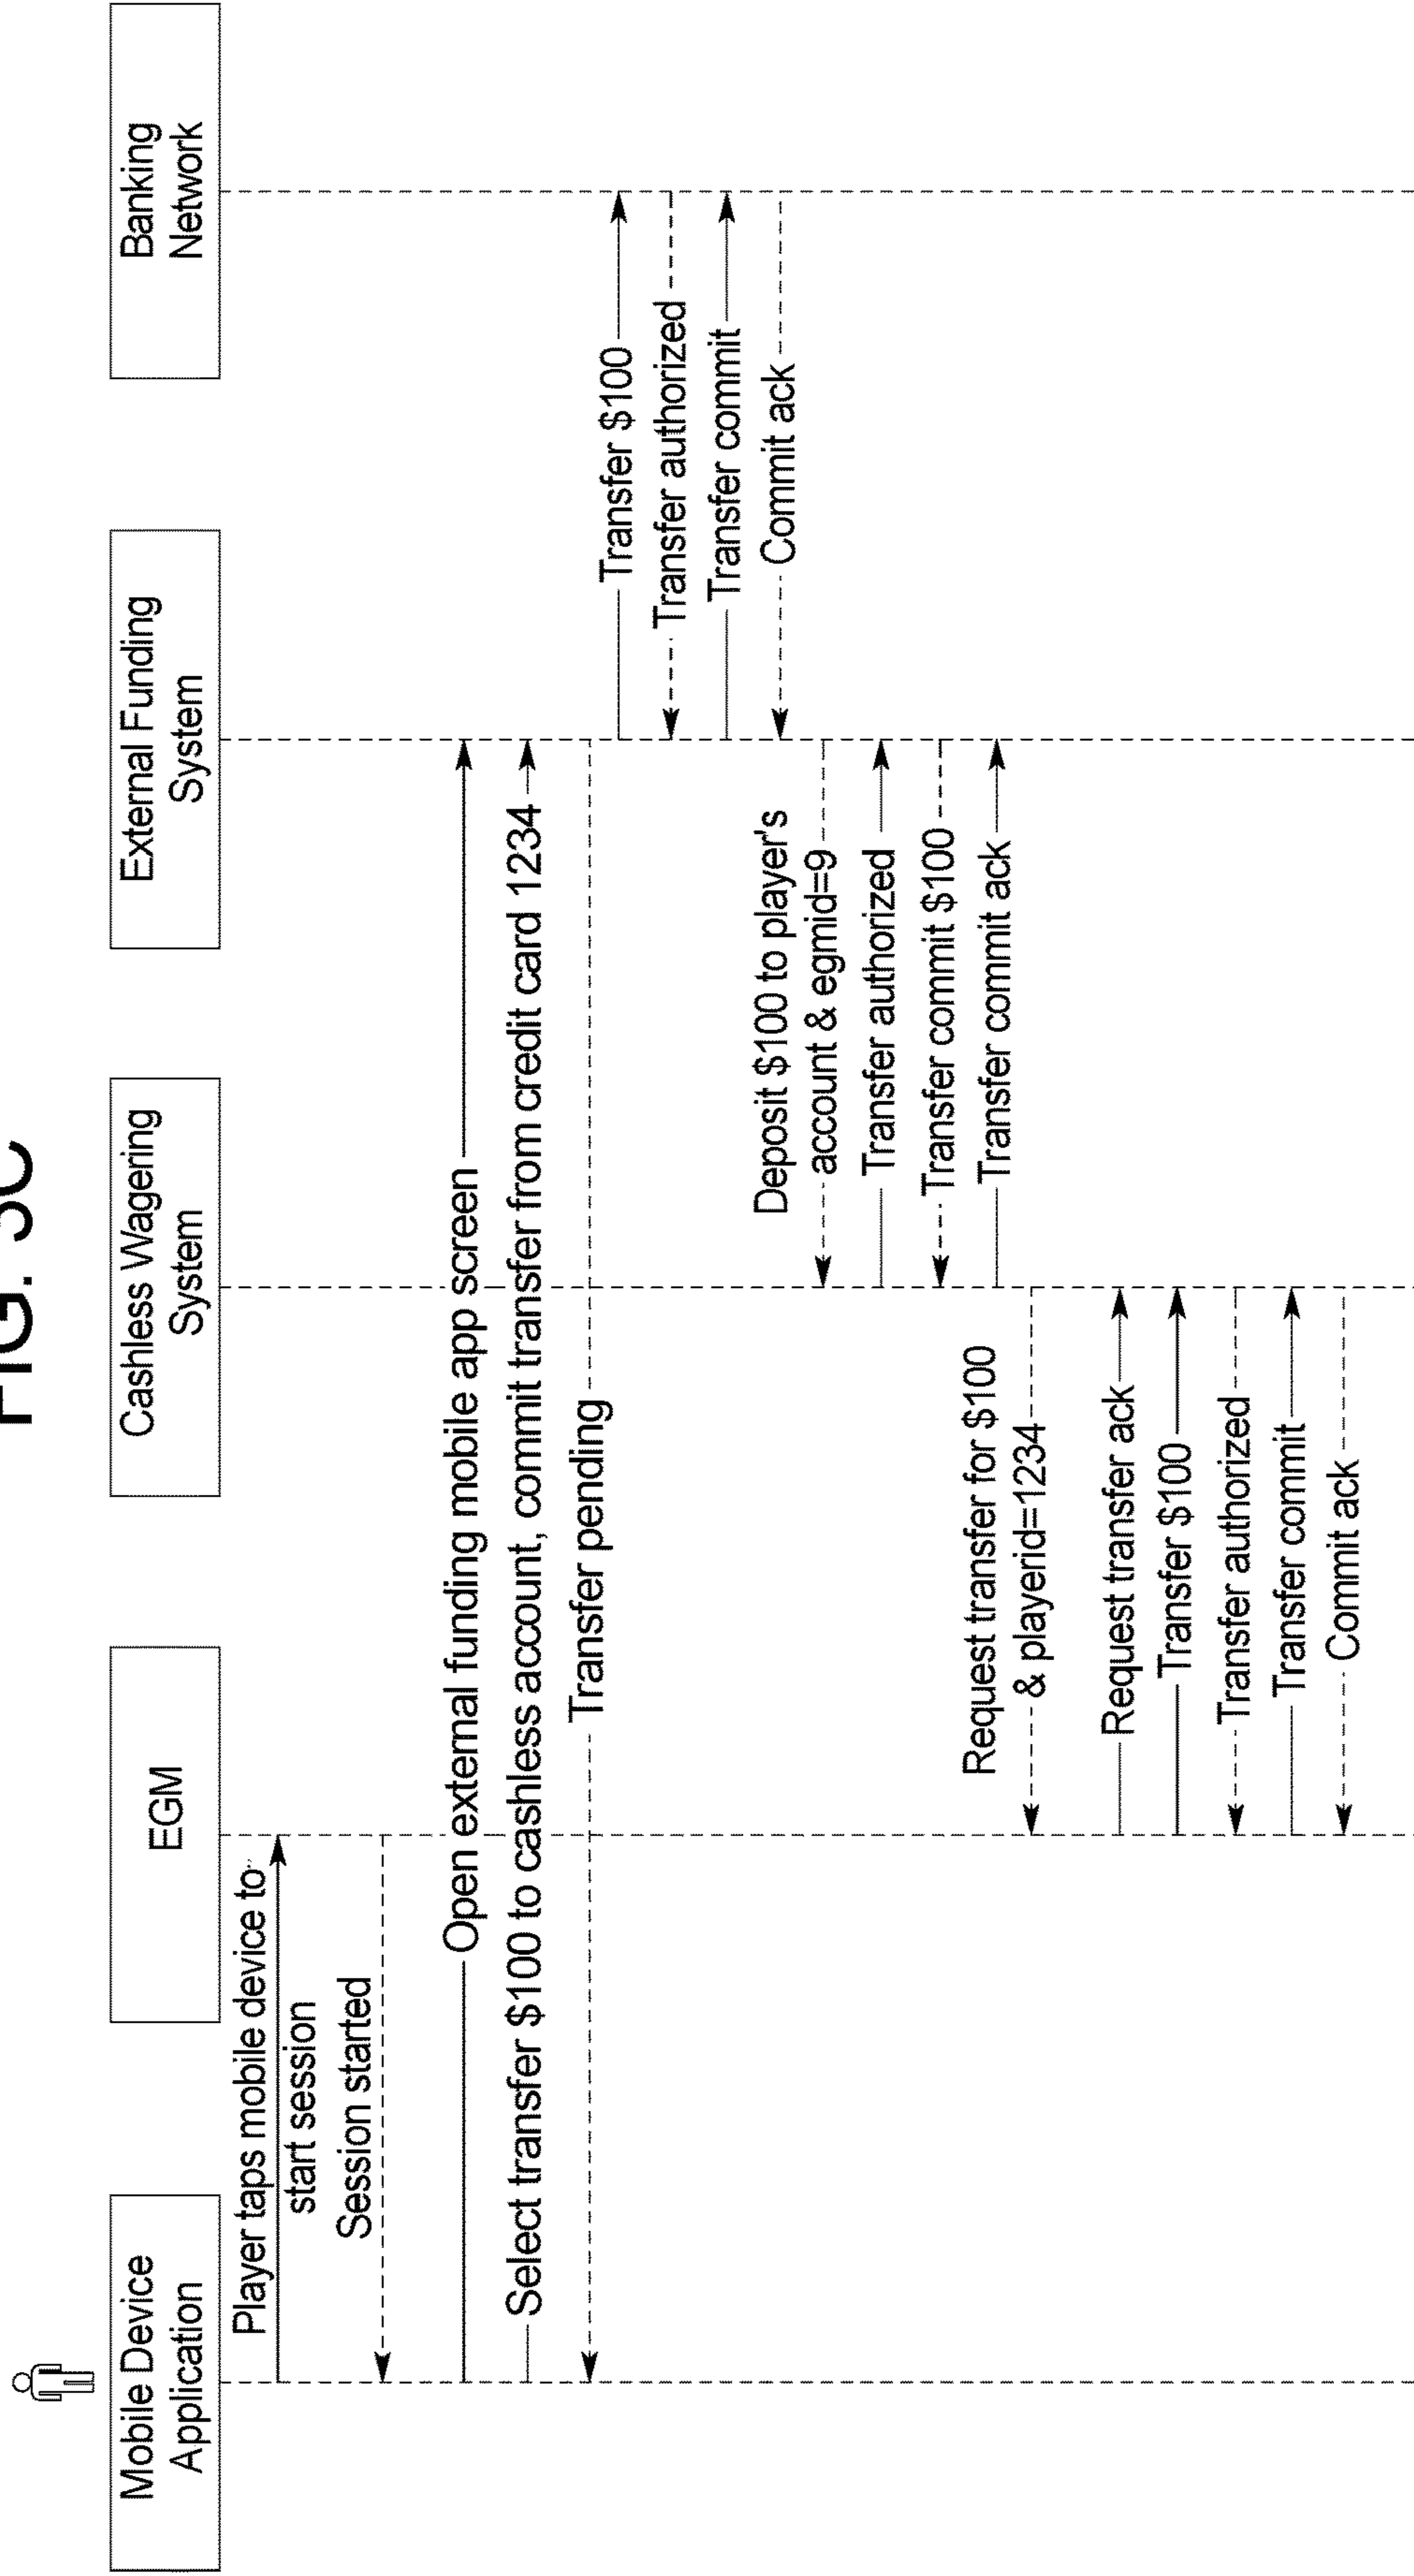 FIG. 3C
Mobile Device
Application
EGM
Cashless Wagering
System
External Funding
System
Banking
Network
Player taps mobile device to
start session
Session started
Open external funding mobile app screen
Select transfer $100 to cashless account, commit transfer from credit card 1234
Transfer pending
Transfer $100
Transfer authorized
Transfer commit
Commit ack
Deposit $100 to player's
account & egmid=9
Transfer authorized
Transfer commit $100
Transfer commit ack
Request transfer for $100
& playerid=1234
Request transfer ack
Transfer $100
Transfer authorized
Transfer commit
Commit ack